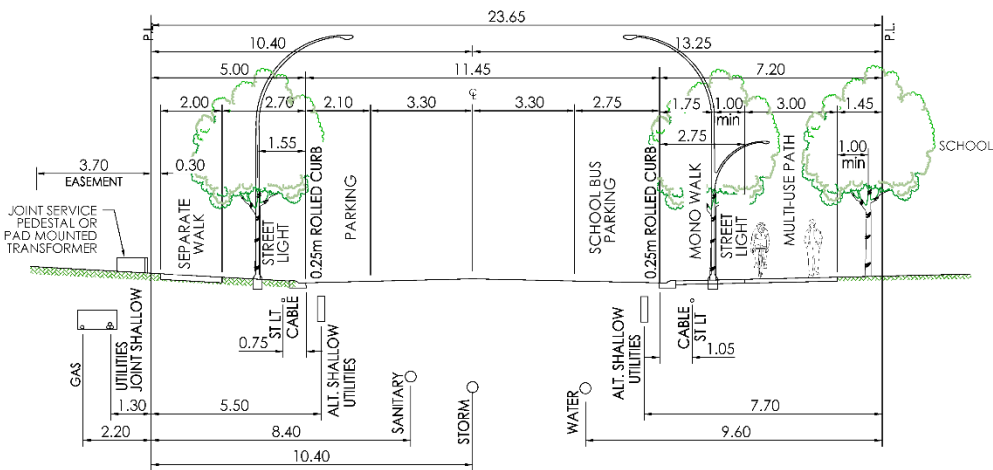 23.65
P.L.
P.L.
10.40
13.25
5.00
11.45
7.20
℄
2.00
2.70
2.10
3.30
3.30
2.75
1.75
1.00
min
3.00
1.45
1.55
2.75
1.00
min
SCHOOL
3.70
0.30
EASEMENT
JOINT SERVICE
PEDESTAL OR
PAD MOUNTED
TRANSFORMER
SEPARATE
WALK
STREET
LIGHT
0.25m ROLLED CURB
PARKING
SCHOOL BUS
PARKING
0.25m ROLLED CURB
MONO WALK
STREET
LIGHT
MULTI-USE PATH
GAS
UTILITIES
JOINT SHALLOW
0.75
ST LT
CABLE
ALT. SHALLOW
UTILITIES
SANITARY
STORM
WATER
ALT. SHALLOW
UTILITIES
CABLE
ST LT
1.05
1.30
5.50
7.70
2.20
8.40
9.60
10.40